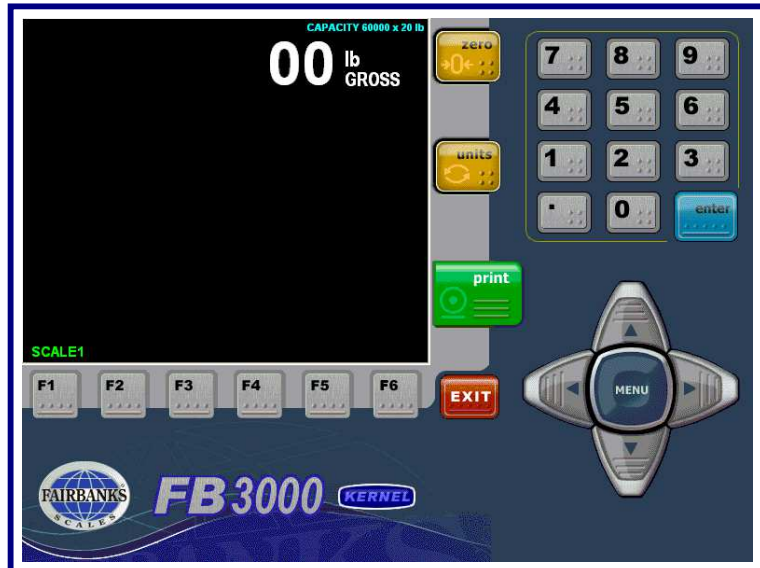 CAPACITY 60000 x 20 lb
00 lb
GROSS
SCALE1
zero
→0←
units
print
7 8 9
4 5 6
1 2 3
. 0 enter
F1 F2 F3 F4 F5 F6
EXIT
MENU
FAIRBANKS
SCALES
FB3000 KERNEL